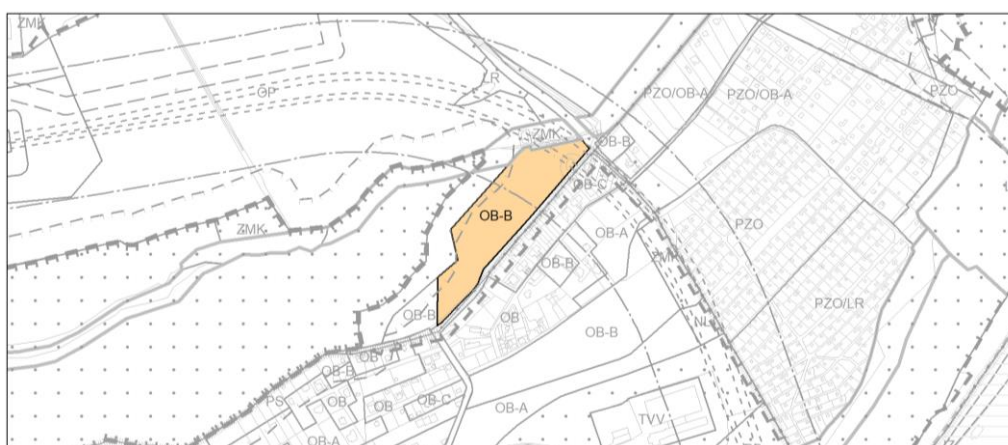 ZMK
GP
LR
ZMK
OB-B
PZO/OB-A
PZO/OB-A
PZO
OB-C
OB-B
OB-A
PZO
ZMK
OB-B
ZMK
PZO/LR
OB-B
OB
OB-B
NL
OB
OB-B
PS
OB
OB
OB-C
OB-A
TVV
OB-A